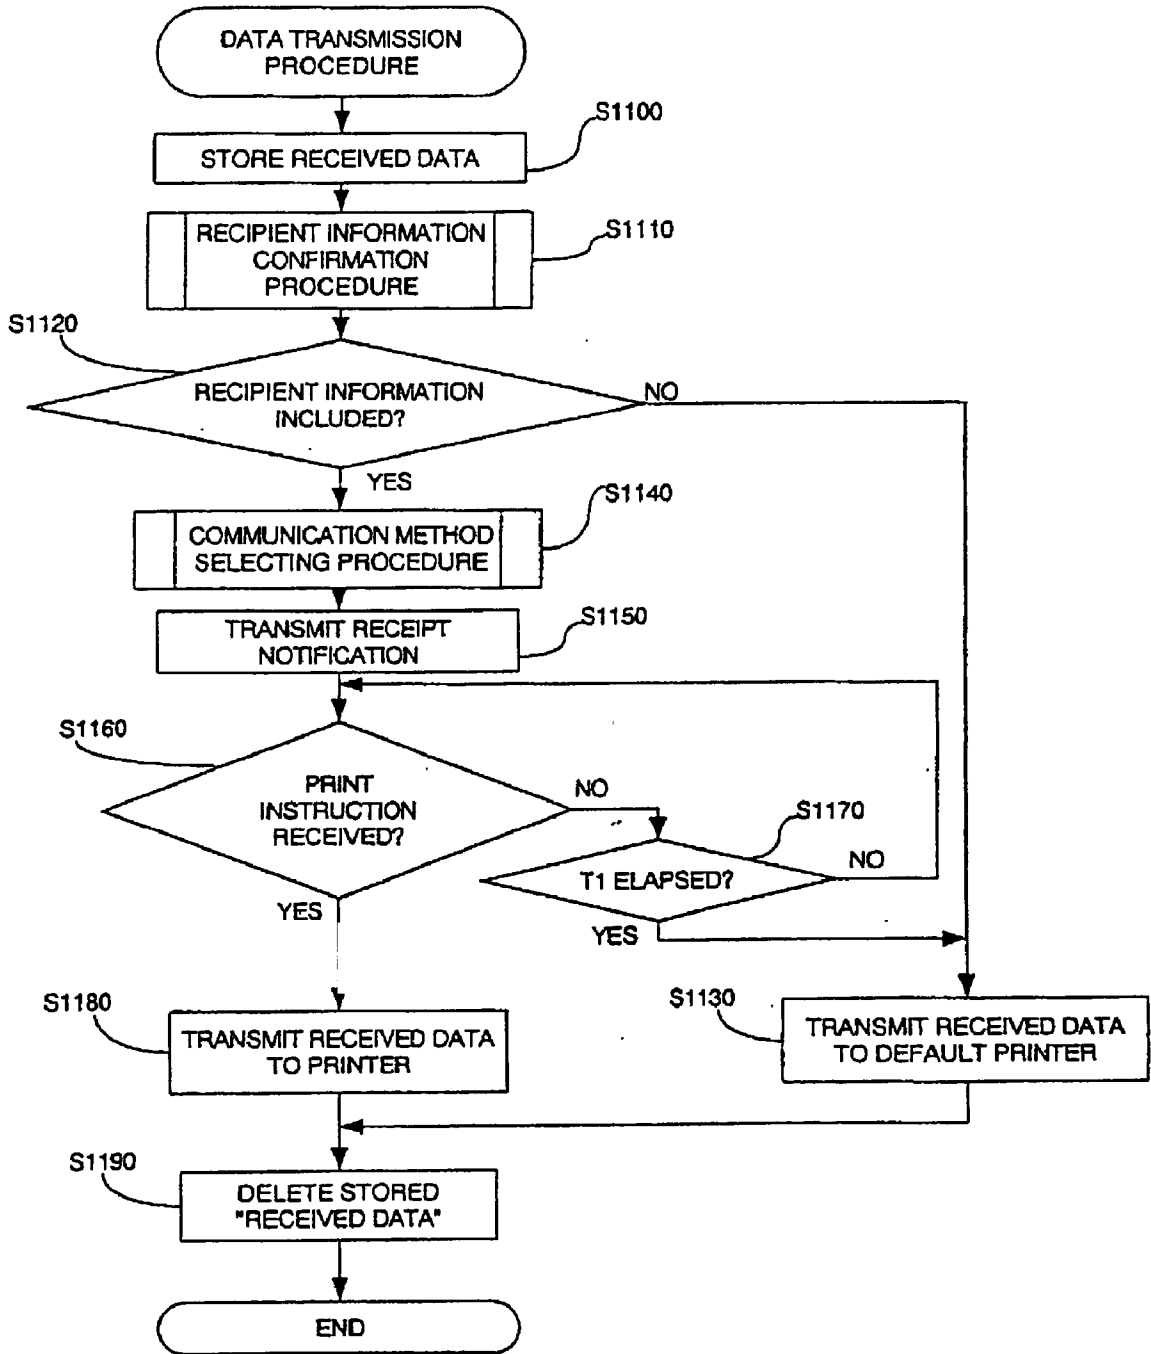 DATA TRANSMISSION
PROCEDURE
S1100
STORE RECEIVED DATA
S1110
RECIPIENT INFORMATION
CONFIRMATION
PROCEDURE
S1120
RECIPIENT INFORMATION
INCLUDED?
NO
YES
S1140
COMMUNICATION METHOD
SELECTING PROCEDURE
S1150
TRANSMIT RECEIPT
NOTIFICATION
S1160
PRINT
INSTRUCTION
RECEIVED?
NO
S1170
T1 ELAPSED?
NO
YES
YES
S1180
TRANSMIT RECEIVED DATA
TO PRINTER
S1130
TRANSMIT RECEIVED DATA
TO DEFAULT PRINTER
S1190
DELETE STORED
"RECEIVED DATA"
END